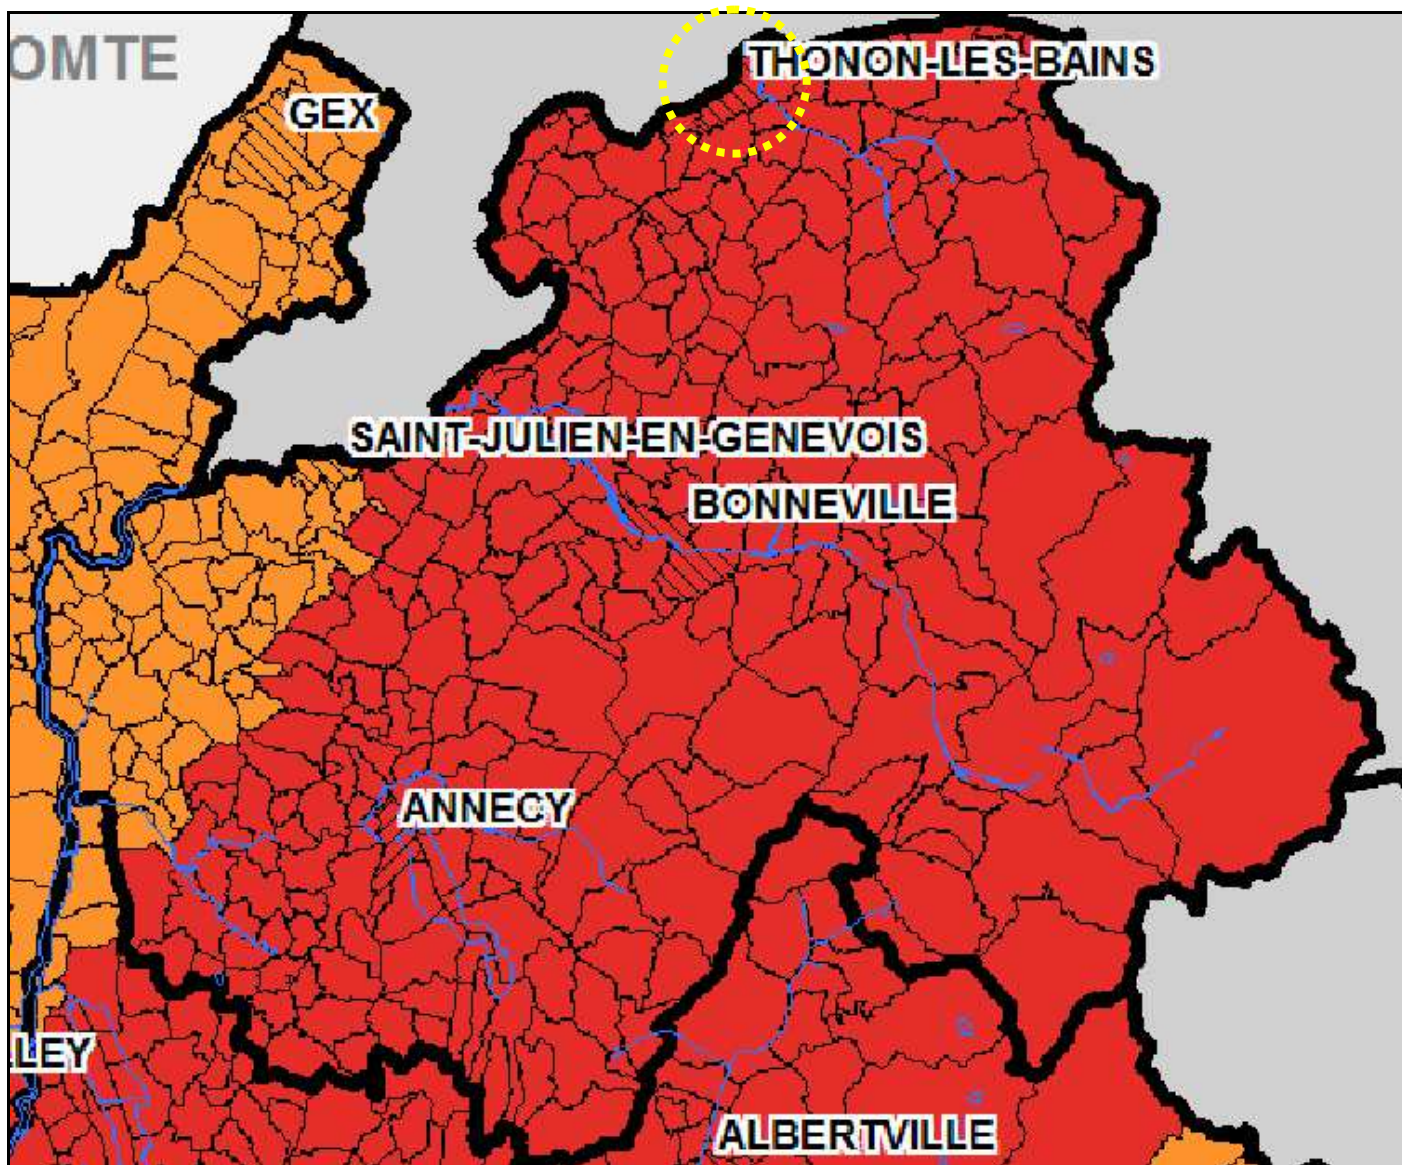 OMTE
THONON-LES-BAINS
GEX
SAINT-JULIEN-EN-GENEVOIS
BONNEVILLE
ANNECY
LEY
ALBERTVILLE